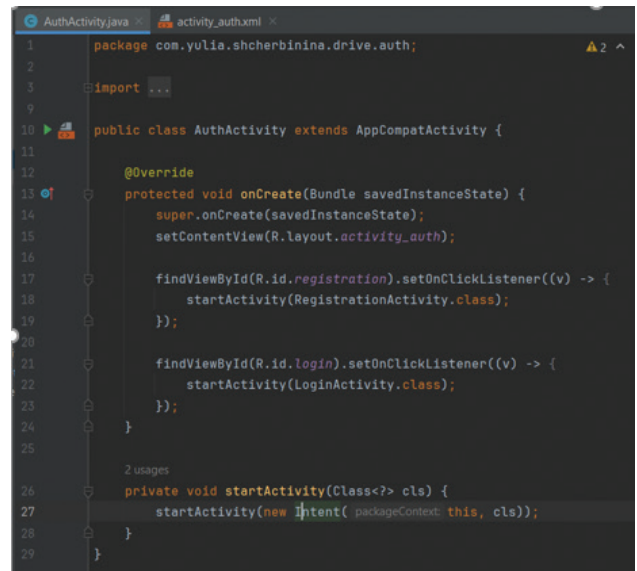 AuthActivity.java activity_auth.xml
1 package com.yulia.shcherbinina.drive.auth; 2
2
3 import ...
9
10 public class AuthActivity extends AppCompatActivity {
11
12 @Override
13 protected void onCreate(Bundle savedInstanceState) {
14 super.onCreate(savedInstanceState);
15 setContentView(R.layout.activity_auth);
16
17 findViewById(R.id.registration).setOnClickListener((v) -> {
18 startActivity(RegistrationActivity.class);
19 });
20
21 findViewById(R.id.login).setOnClickListener((v) -> {
22 startActivity(LoginActivity.class);
23 });
24 }
25
2 usages
26 private void startActivity(Class<?> cls) {
27 startActivity(new Intent( packageContext: this, cls));
28 }
29 }